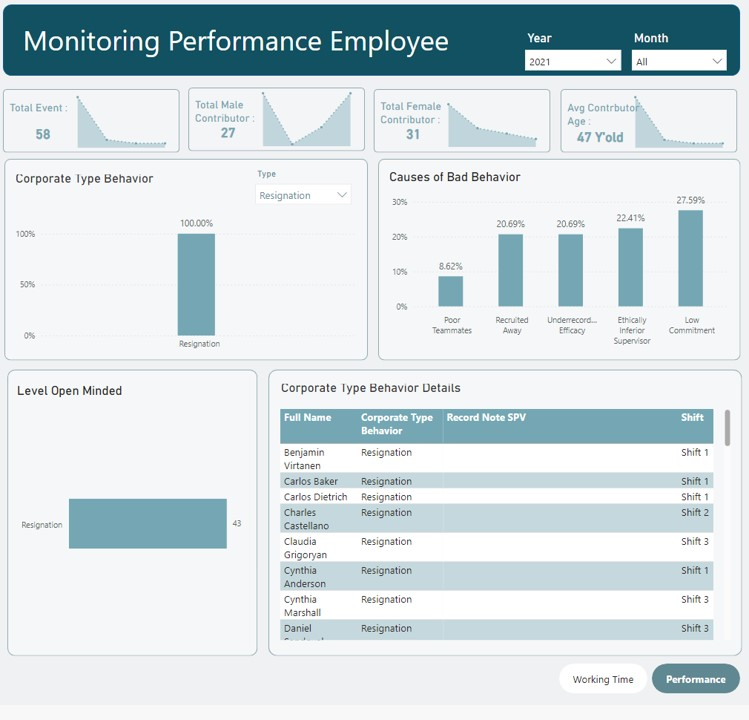 Monitoring Performance Employee
Year
Month
2021
All
Total Event :
58
Total Male
Contributor :
27
Total Female
Contributor :
31
Avg Contrbutor
Age :
47 Y'old
Corporate Type Behavior
Type
Resignation
100.00%
100%
50%
0%
Resignation
Causes of Bad Behavior
30%
20%
10%
0%
8.62%
20.69%
20.69%
22.41%
27.59%
Poor
Teammates
Recruited
Away
Underrecord...
Efficacy
Ethically
Inferior
Supervisor
Low
Commitment
Level Open Minded
Resignation
43
Corporate Type Behavior Details
Full Name
Corporate Type
Behavior
Record Note SPV
Shift
Benjamin
Virtanen
Resignation
Shift 1
Carlos Baker
Resignation
Shift 1
Carlos Dietrich
Resignation
Shift 1
Charles
Castellano
Resignation
Shift 2
Claudia
Grigoryan
Resignation
Shift 3
Cynthia
Anderson
Resignation
Shift 1
Cynthia
Marshall
Resignation
Shift 3
Daniel
Resignation
Shift 3
Working Time
Performance